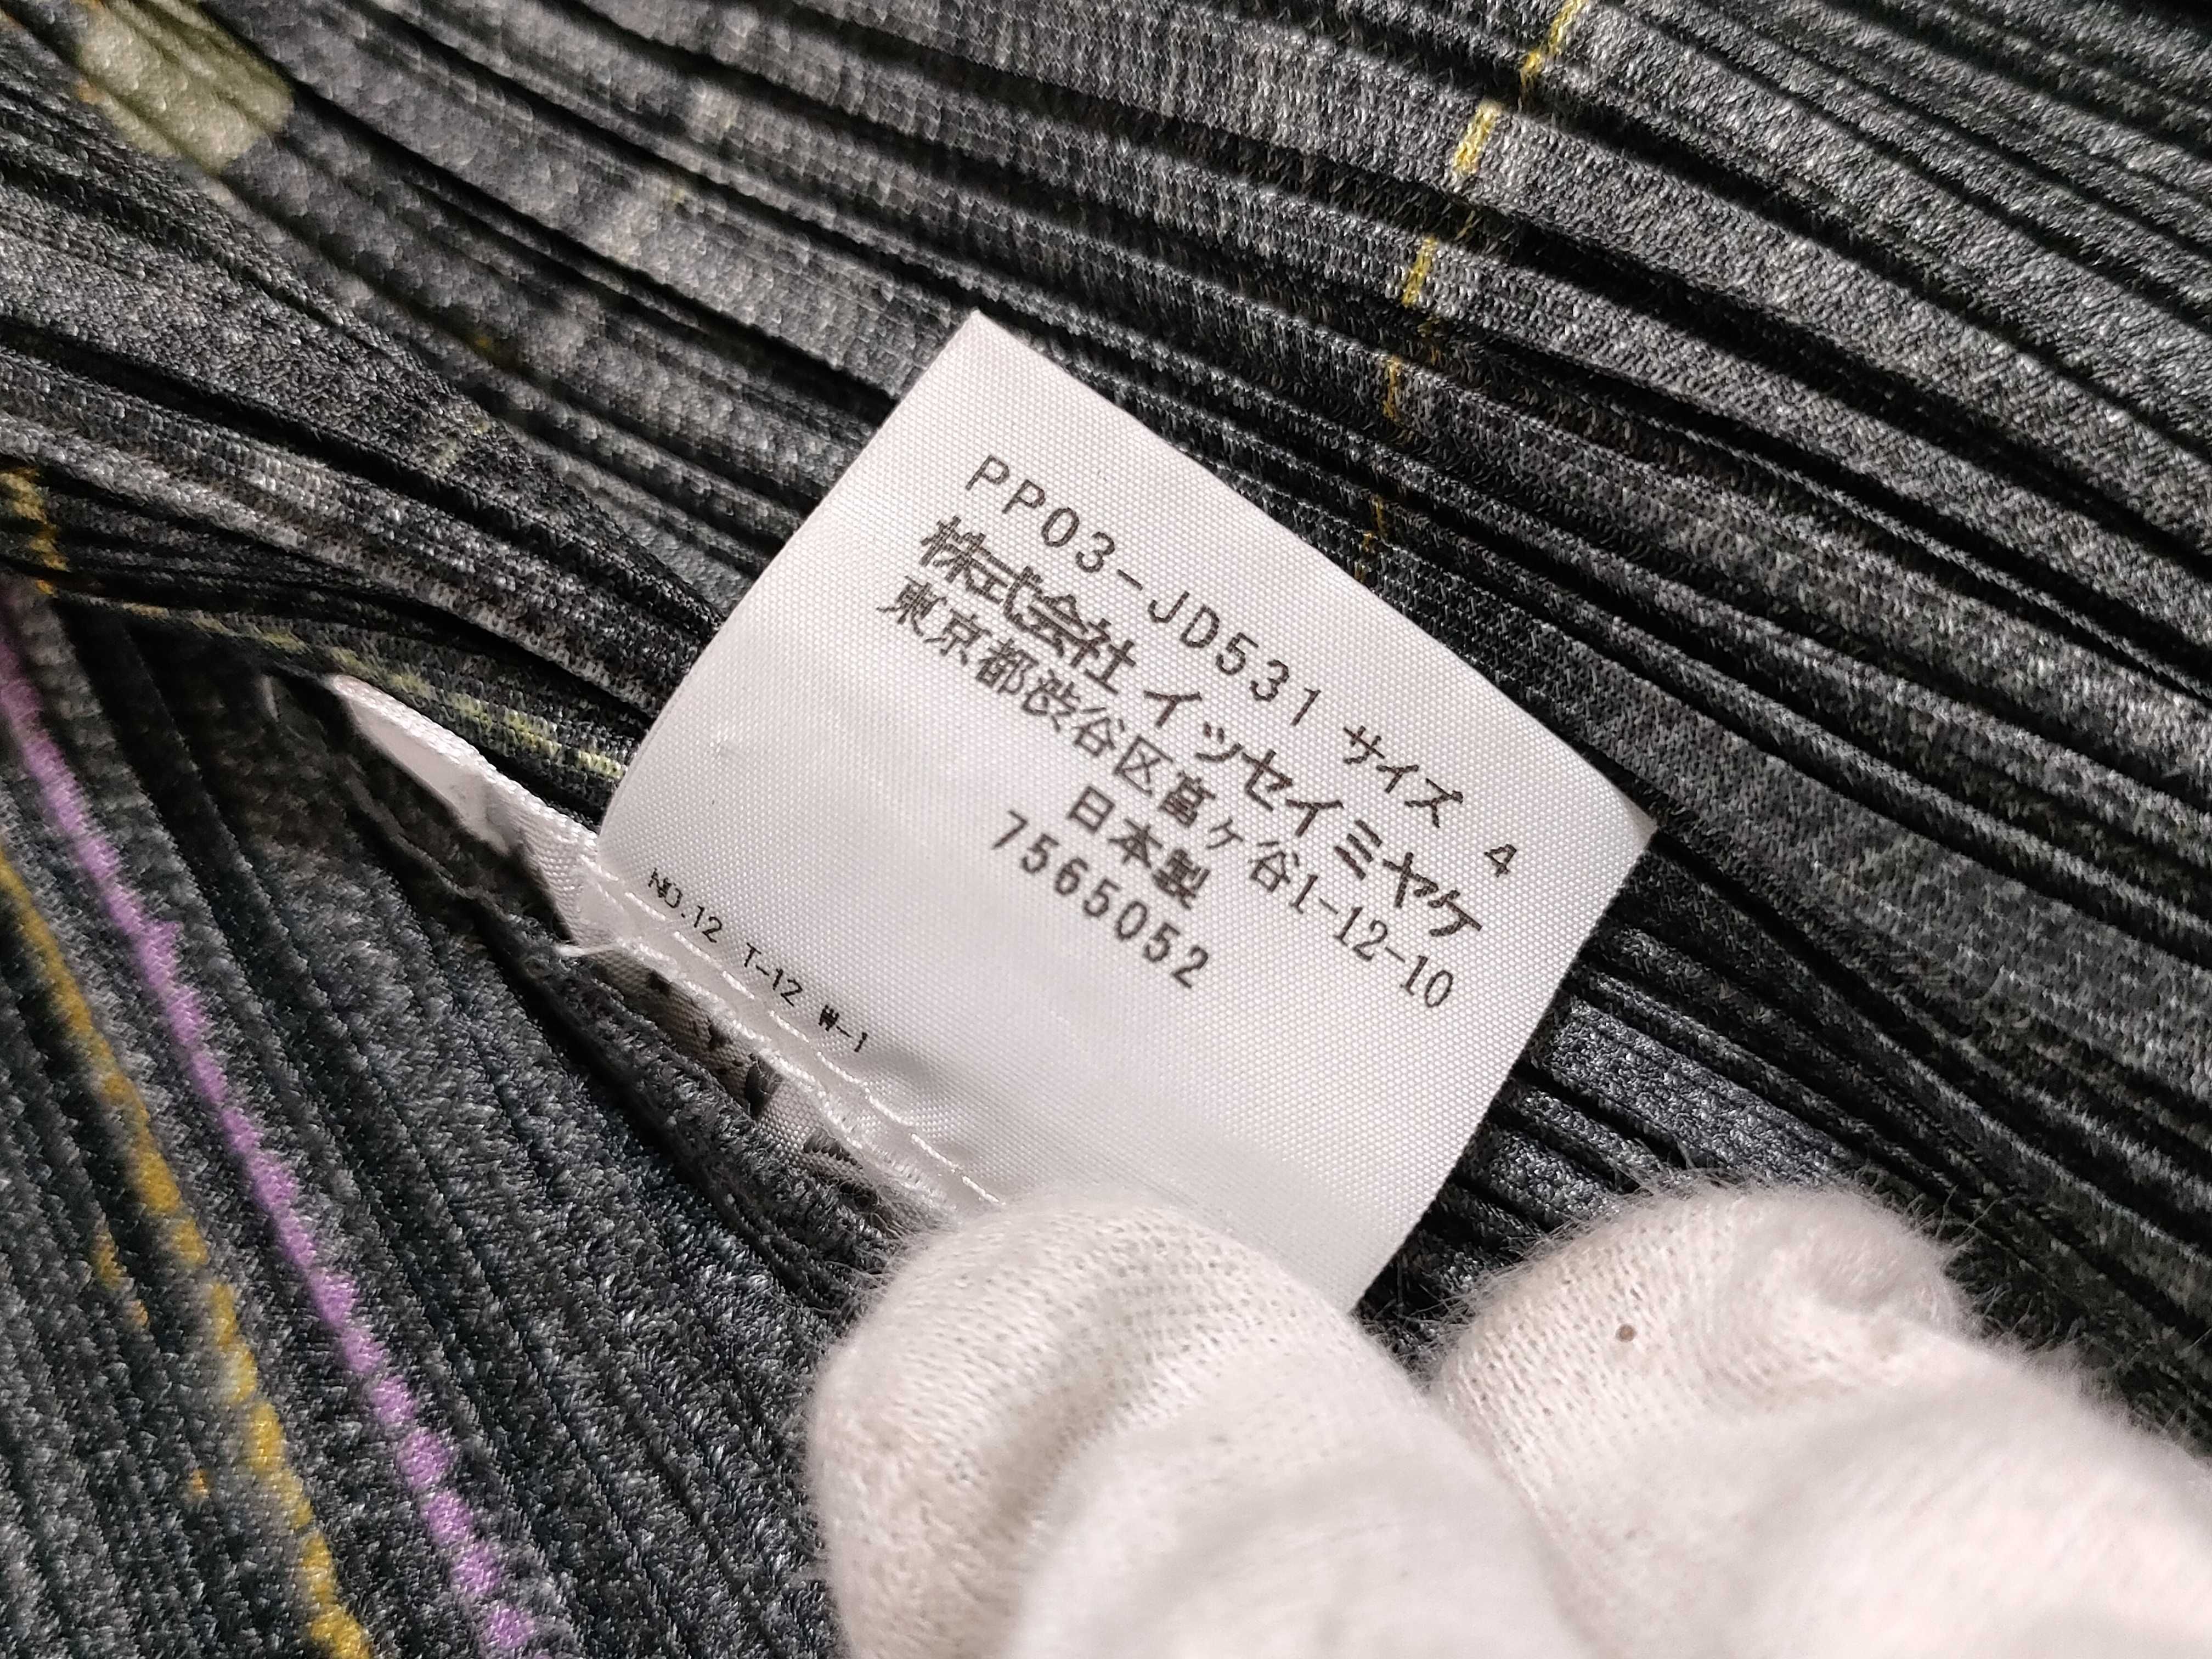 PP03-JD531 サイズ 4
株式会社 イッセイミヤケ
東京都渋谷区富ヶ谷1-12-10
日本製
7565052
NO.12 T-12 W-1